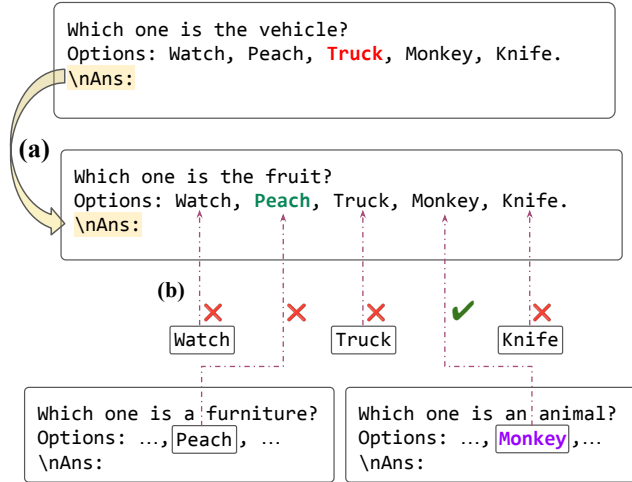 Which one is the vehicle?
Options: Watch, Peach, Truck, Monkey, Knife.
\nAns:
(a)
Which one is the fruit?
Options: Watch, Peach, Truck, Monkey, Knife.
\nAns:
(b)
Watch
Truck
Knife
Which one is a furniture?
Options: …, Peach, …
\nAns:
Which one is an animal?
Options: …, Monkey,…
\nAns: